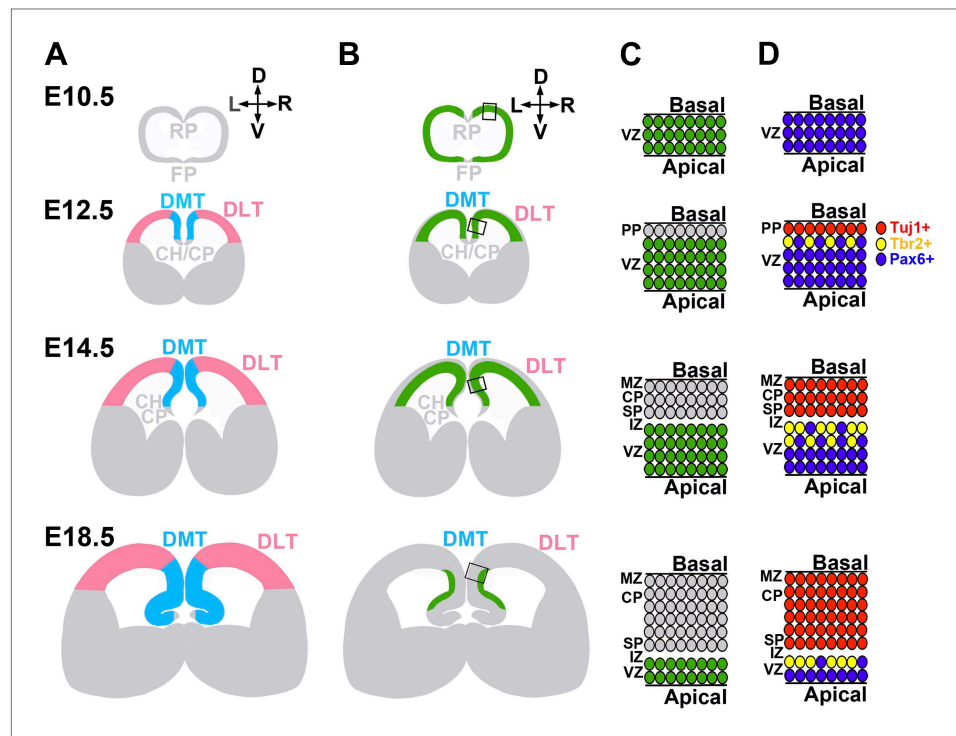 A B C D
E10.5
D
L R
V
RP
FP
D
L R
V
RP
FP
Basal
VZ
Apical
Basal
VZ
Apical
E12.5
DMT
DLT
CH/CP
DMT
DLT
CH/CP
Basal
PP
VZ
Apical
Basal
PP
VZ
Apical
Tuj1+
Tbr2+
Pax6+
E14.5
DMT
DLT
CH
CP
DMT
DLT
CH
CP
Basal
MZ
CP
SP
IZ
VZ
Apical
Basal
MZ
CP
SP
IZ
VZ
Apical
E18.5
DMT
DLT
DMT
DLT
Basal
MZ
CP
SP
IZ
VZ
Apical
Basal
MZ
CP
SP
IZ
VZ
Apical